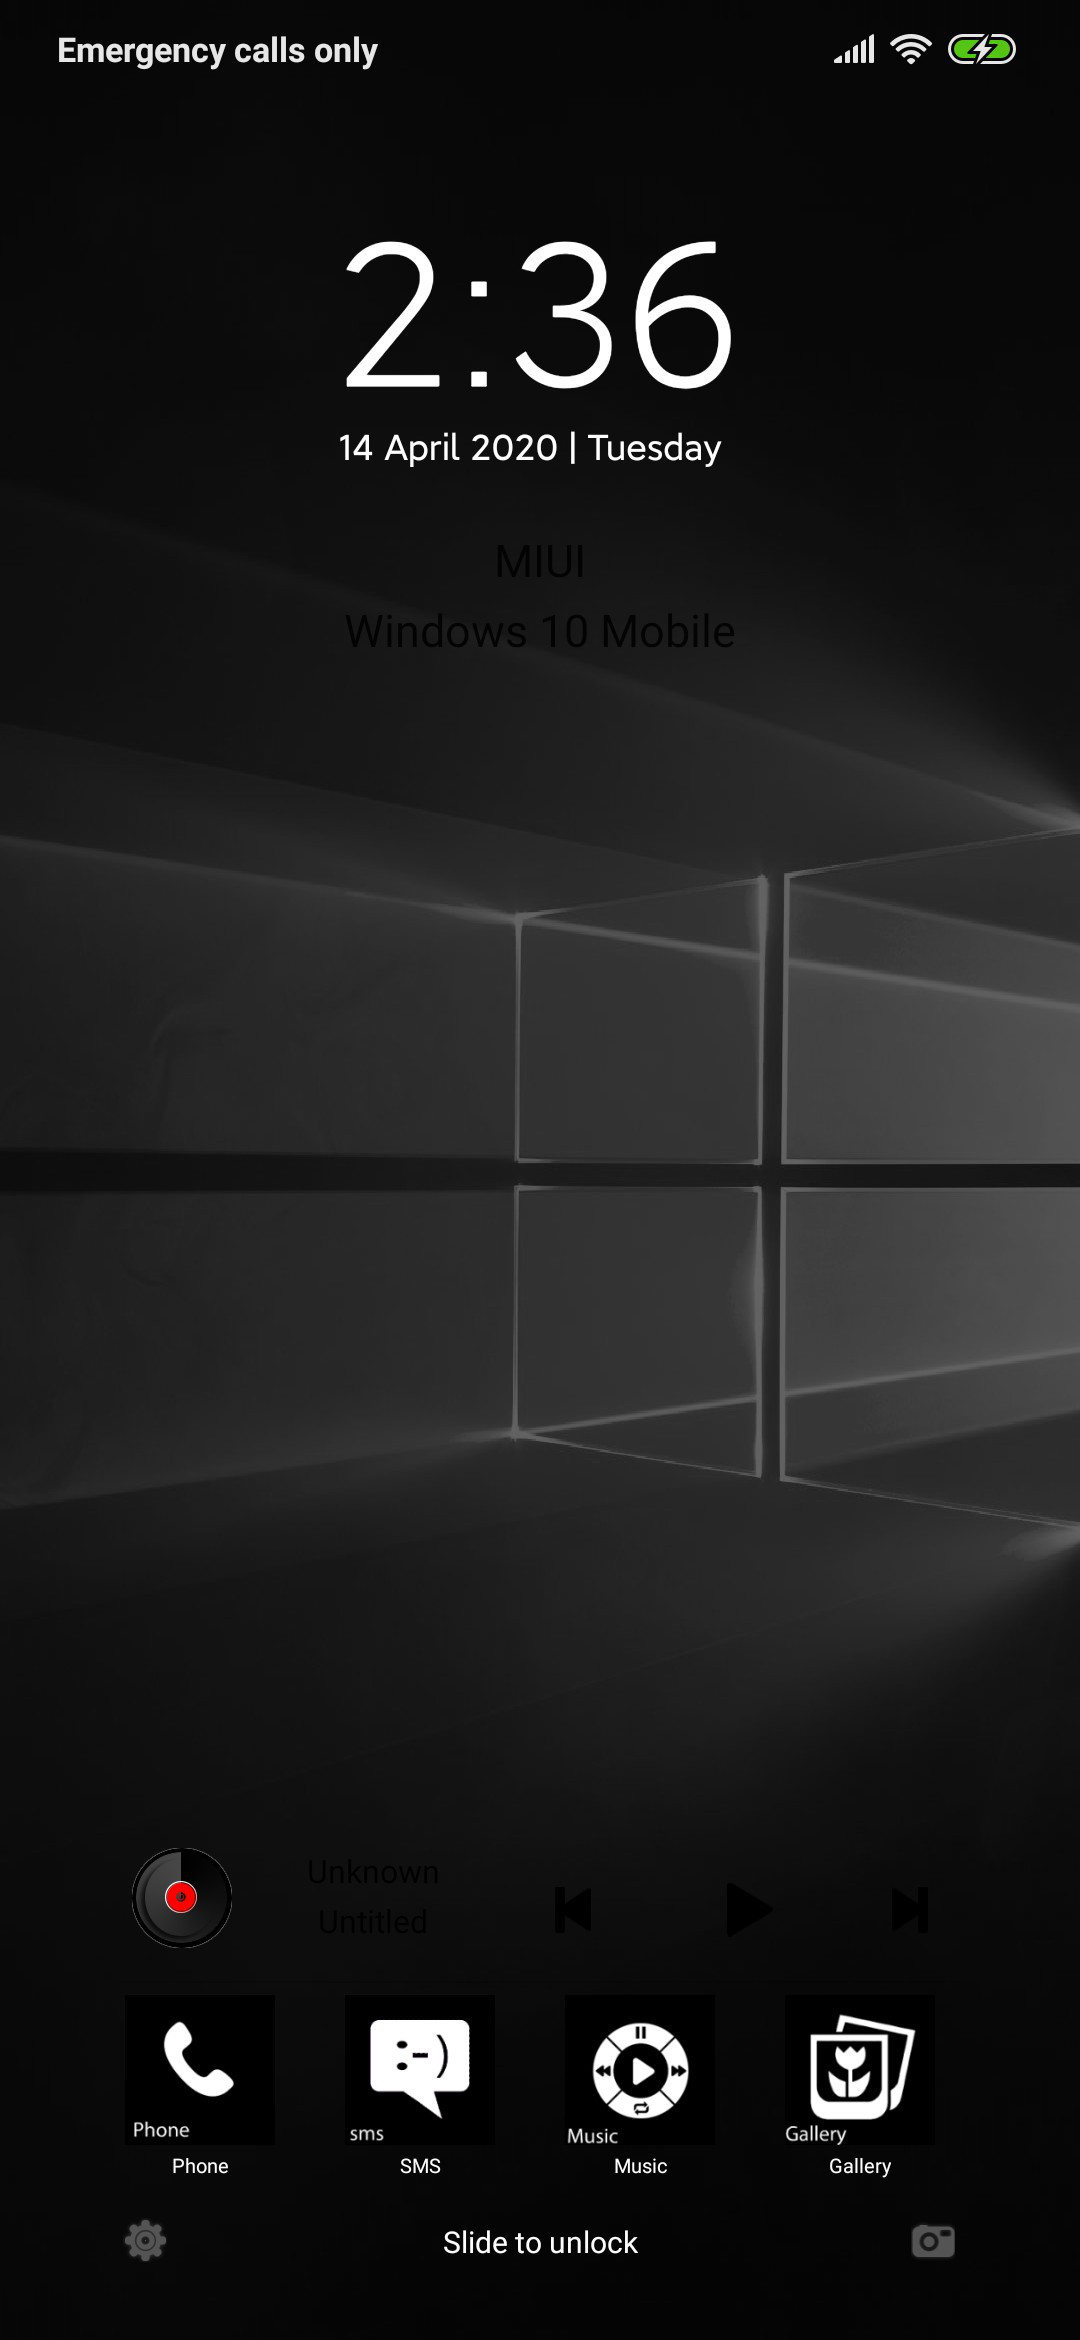 Emergency calls only
2:36
14 April 2020 | Tuesday
MIUI
Windows 10 Mobile
Unknown
Untitled
:-)
Phone
sms
Music
Gallery
Phone
SMS
Music
Gallery
Slide to unlock